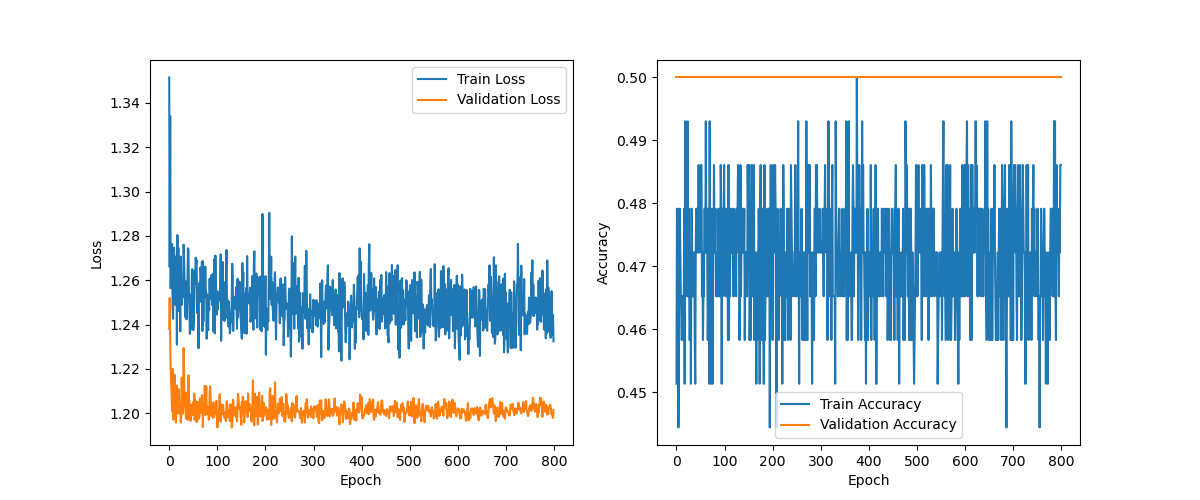 Train Loss
Validation Loss
1.34
1.32
1.30
1.28
1.26
1.24
1.22
1.20
Loss
0 100 200 300 400 500 600 700 800
Epoch
0.50
0.49
0.48
0.47
0.46
0.45
Accuracy
Train Accuracy
Validation Accuracy
0 100 200 300 400 500 600 700 800
Epoch